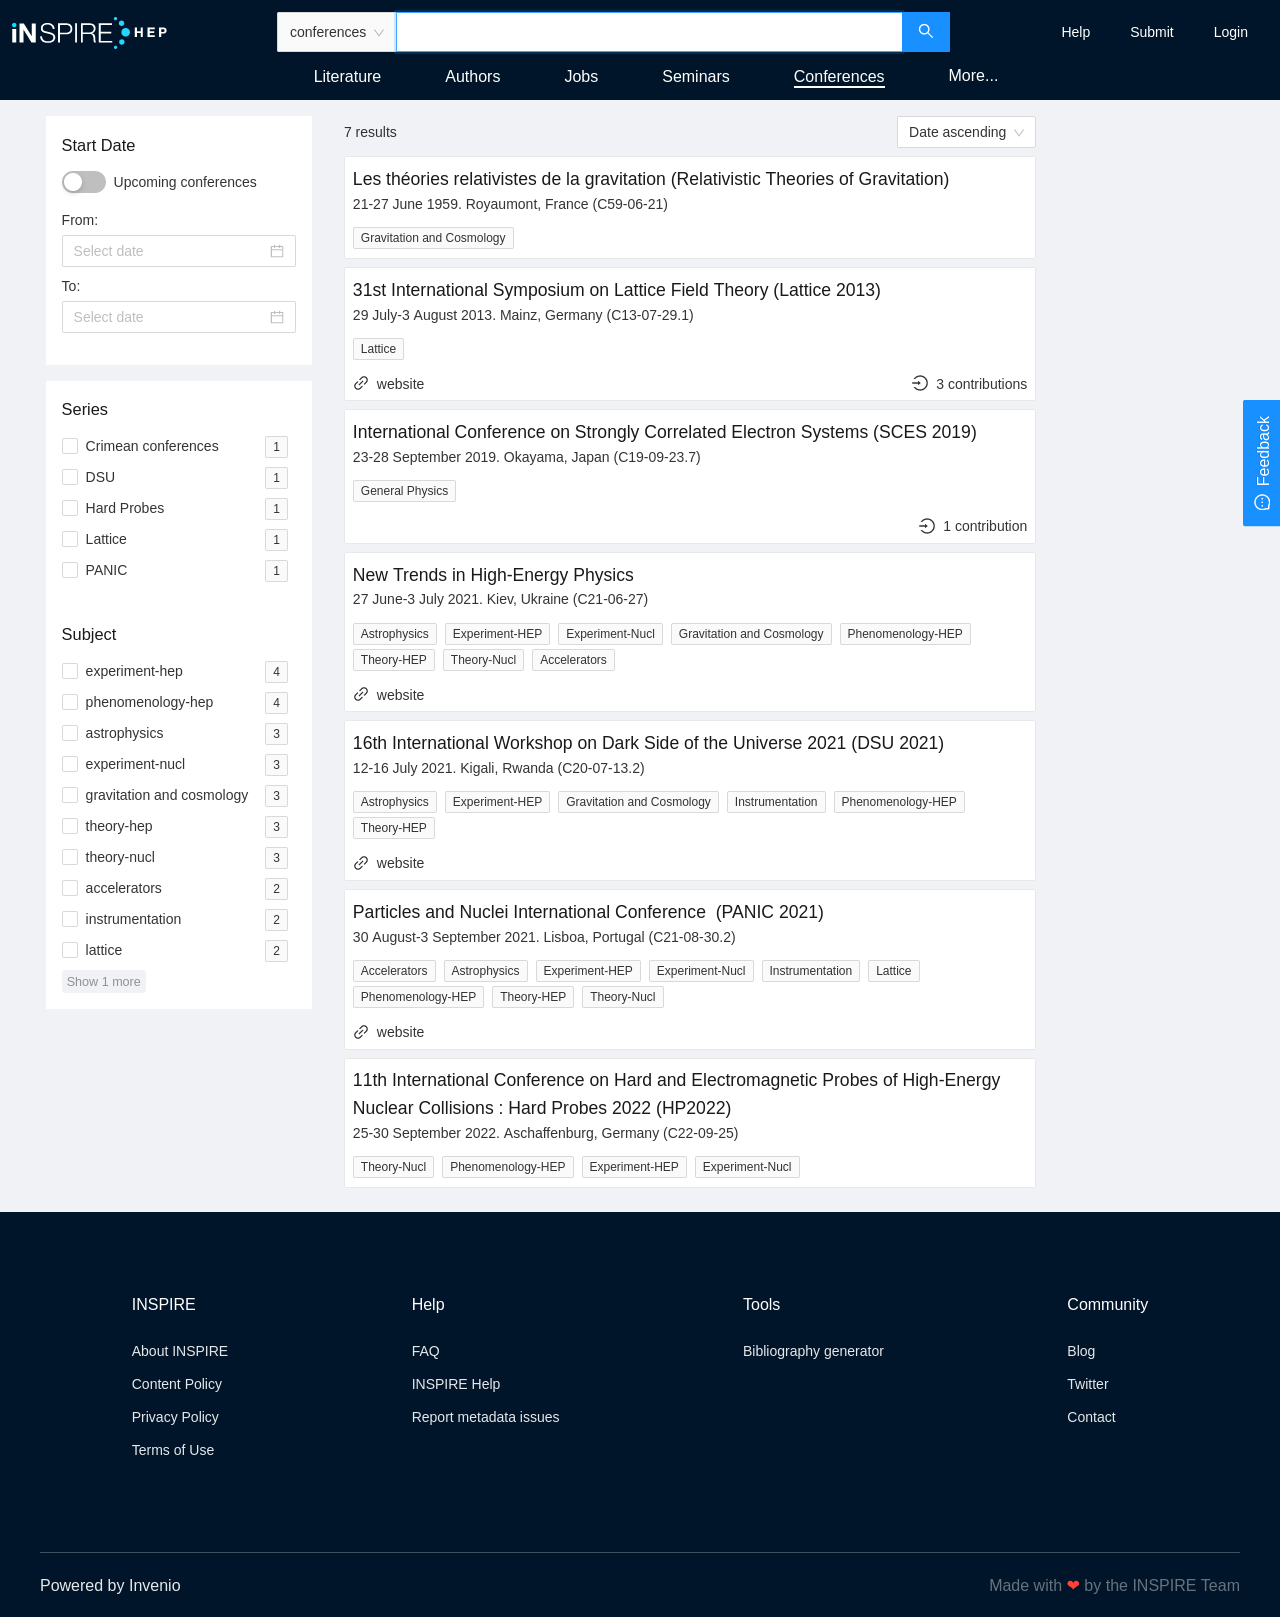 iNSPIRE HEP
conferences
Help Submit Login
Literature Authors Jobs Seminars Conferences More...
Start Date
Upcoming conferences
From:
Select date
To:
Select date
Series
Crimean conferences 1
DSU 1
Hard Probes 1
Lattice 1
PANIC 1
Subject
experiment-hep 4
phenomenology-hep 4
astrophysics 3
experiment-nucl 3
gravitation and cosmology 3
theory-hep 3
theory-nucl 3
accelerators 2
instrumentation 2
lattice 2
Show 1 more
7 results
Date ascending
Les théories relativistes de la gravitation (Relativistic Theories of Gravitation)
21-27 June 1959. Royaumont, France (C59-06-21)
Gravitation and Cosmology
31st International Symposium on Lattice Field Theory (Lattice 2013)
29 July-3 August 2013. Mainz, Germany (C13-07-29.1)
Lattice
website 3 contributions
International Conference on Strongly Correlated Electron Systems (SCES 2019)
23-28 September 2019. Okayama, Japan (C19-09-23.7)
General Physics
1 contribution
New Trends in High-Energy Physics
27 June-3 July 2021. Kiev, Ukraine (C21-06-27)
Astrophysics Experiment-HEP Experiment-Nucl Gravitation and Cosmology Phenomenology-HEP
Theory-HEP Theory-Nucl Accelerators
website
16th International Workshop on Dark Side of the Universe 2021 (DSU 2021)
12-16 July 2021. Kigali, Rwanda (C20-07-13.2)
Astrophysics Experiment-HEP Gravitation and Cosmology Instrumentation Phenomenology-HEP
Theory-HEP
website
Particles and Nuclei International Conference (PANIC 2021)
30 August-3 September 2021. Lisboa, Portugal (C21-08-30.2)
Accelerators Astrophysics Experiment-HEP Experiment-Nucl Instrumentation Lattice
Phenomenology-HEP Theory-HEP Theory-Nucl
website
11th International Conference on Hard and Electromagnetic Probes of High-Energy
Nuclear Collisions : Hard Probes 2022 (HP2022)
25-30 September 2022. Aschaffenburg, Germany (C22-09-25)
Theory-Nucl Phenomenology-HEP Experiment-HEP Experiment-Nucl
Feedback
INSPIRE
About INSPIRE
Content Policy
Privacy Policy
Terms of Use
Help
FAQ
INSPIRE Help
Report metadata issues
Tools
Bibliography generator
Community
Blog
Twitter
Contact
Powered by Invenio
Made with ❤ by the INSPIRE Team